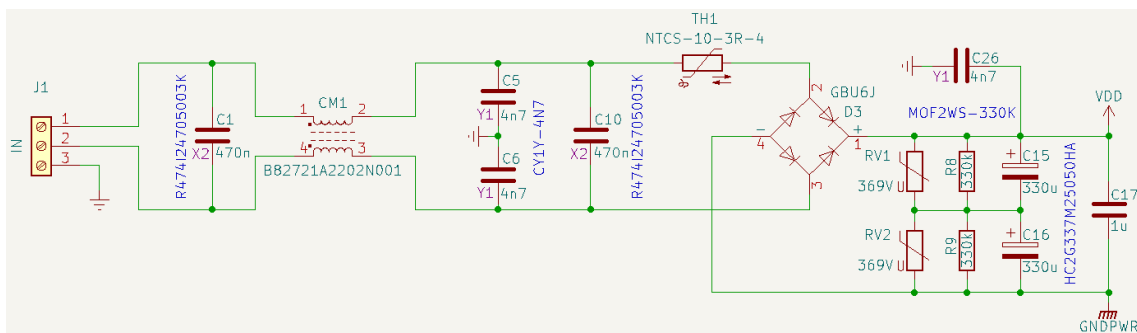 TH1
NTCS-10-3R-4
J1
1
2
3
IN
C1
X2
470n
R474I24705003K
CM1
1
2
4
3
B82721A2202N001
C5
Y1
4n7
C6
Y1
4n7
CY1Y-4N7
C10
X2
470n
R474I24705003K
2
GBU6J
D3
-
4
+
1
3
C26
Y1
4n7
MOF2WS-330K
VDD
RV1
369V
U
R8
330k
+
C15
330u
RV2
369V
U
R9
330k
+
C16
330u
HC2G337M25050HA
C17
1u
GNDPWR